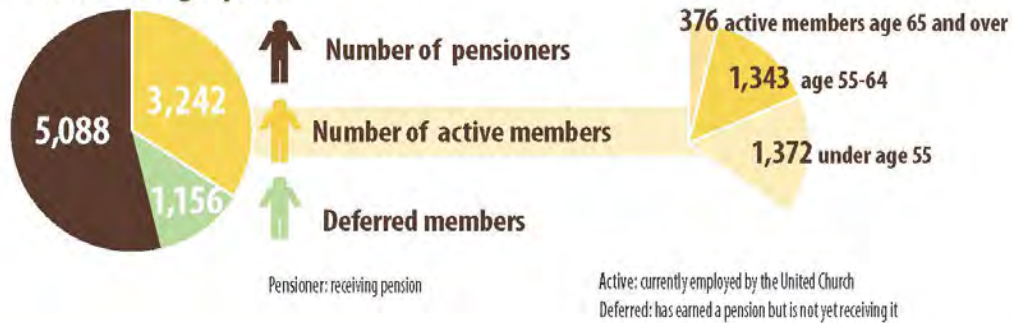 376 active members age 65 and over
Number of pensioners
3,242
1,343 age 55-64
5,088
Number of active members
1,372 under age 55
1,156
Deferred members
Pensioner: receiving pension
Active: currently employed by the United Church
Deferred: has earned a pension but is not yet receiving it